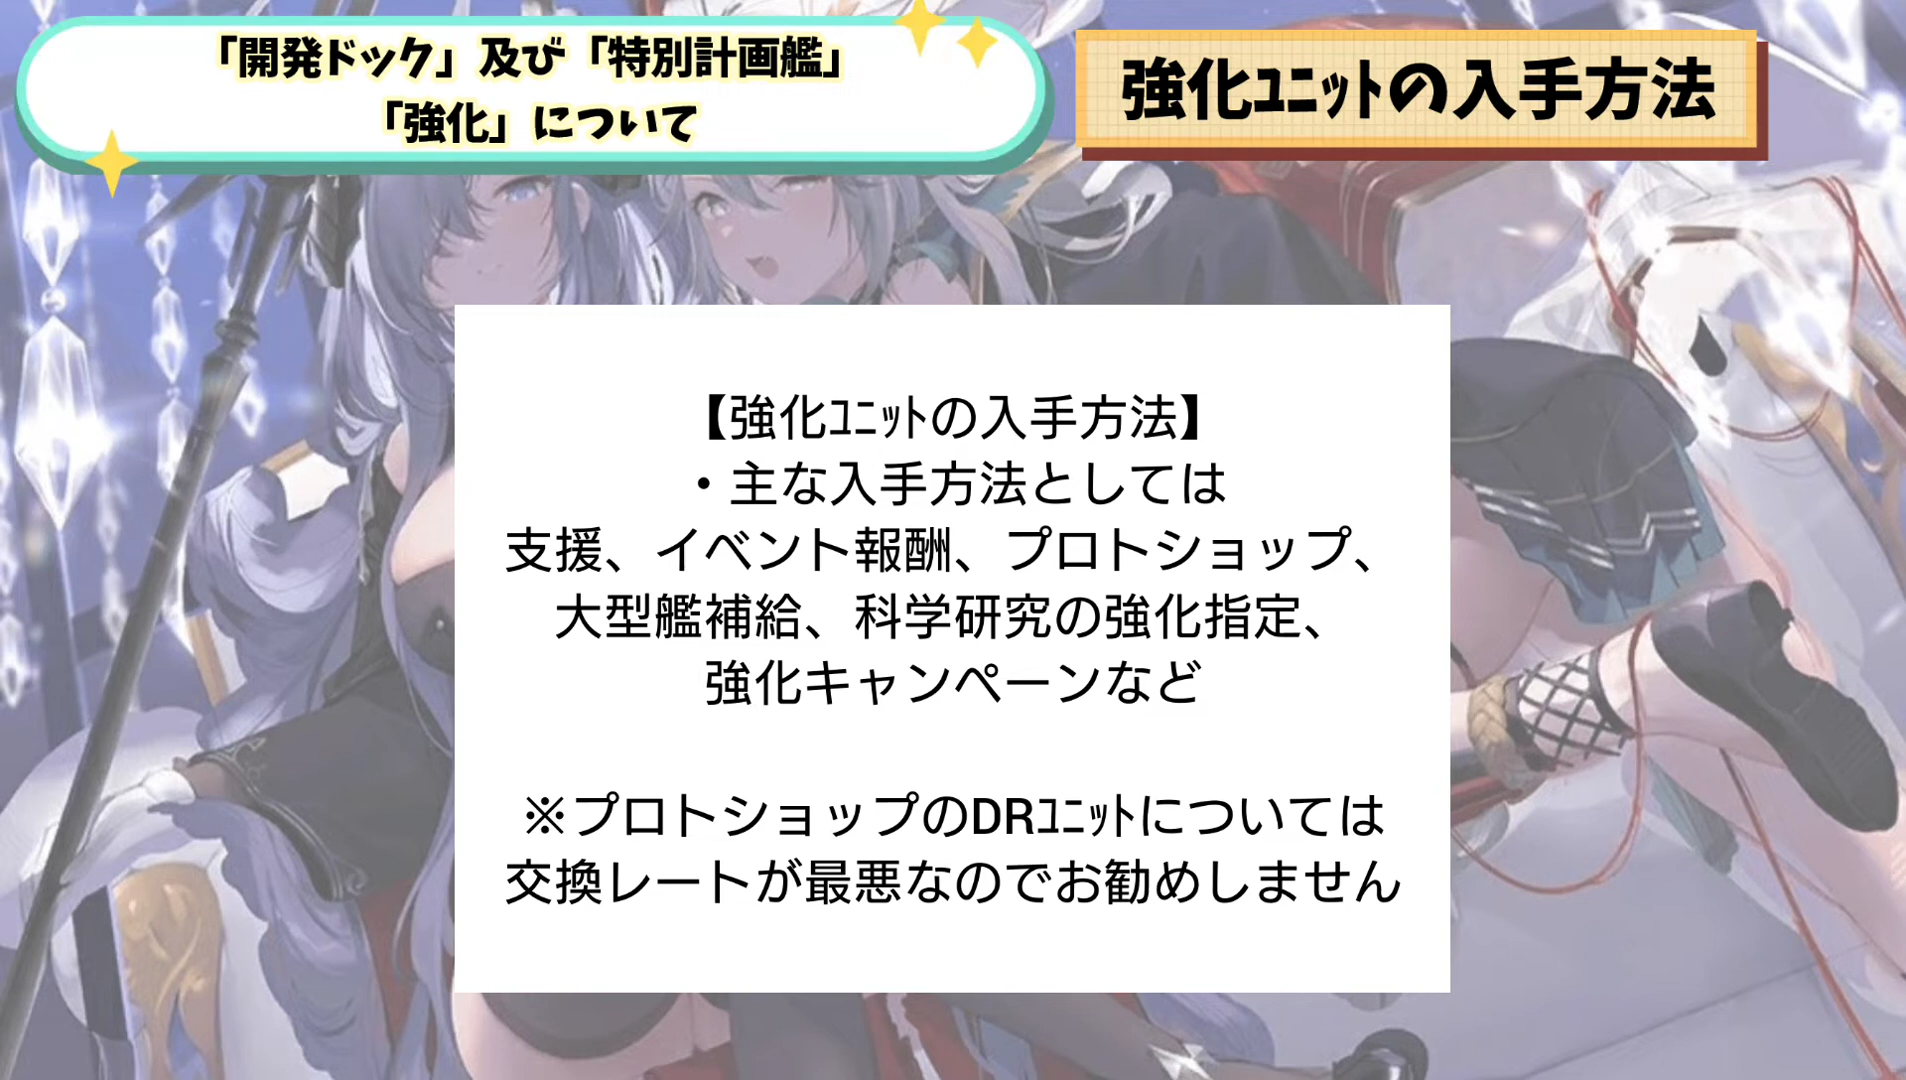 「開発ドック」及び「特別計画艦」
「強化」について
強化ﾕﾆｯﾄの入手方法
【強化ﾕﾆｯﾄの入手方法】
・主な入手方法としては
支援、イベント報酬、プロトショップ、
大型艦補給、科学研究の強化指定、
強化キャンペーンなど
※プロトショップのDRﾕﾆｯﾄについては
交換レートが最悪なのでお勧めしません